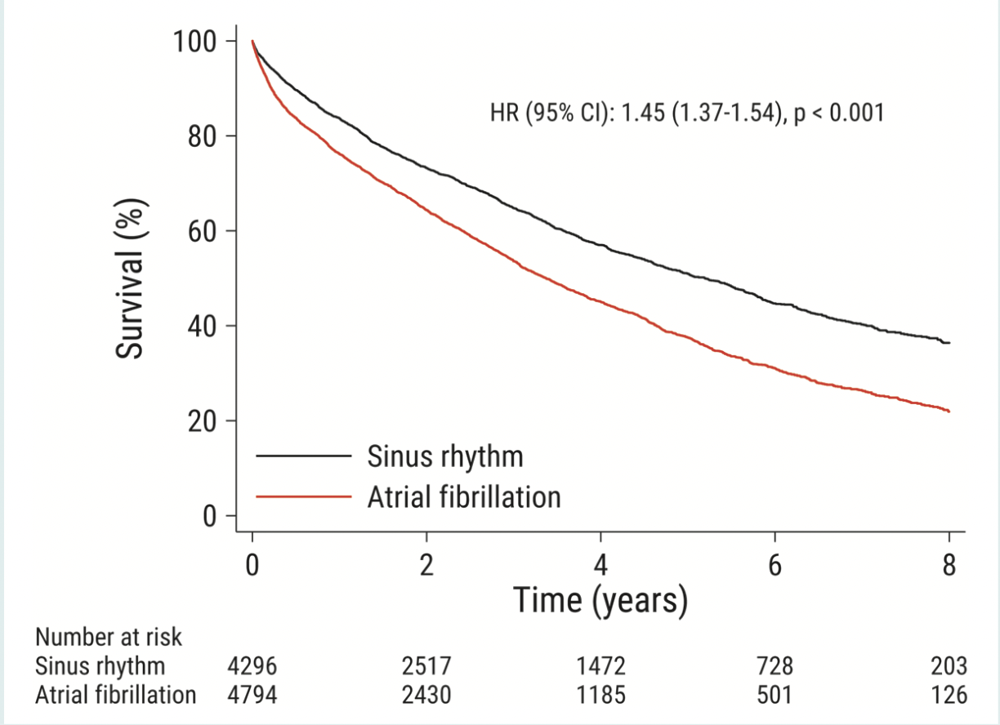 100
80
60
40
20
0
Survival (%)
HR (95% CI): 1.45 (1.37-1.54), p < 0.001
Sinus rhythm
Atrial fibrillation
0 2 4 6 8
Time (years)
Number at risk
Sinus rhythm 4296 2517 1472 728 203
Atrial fibrillation 4794 2430 1185 501 126